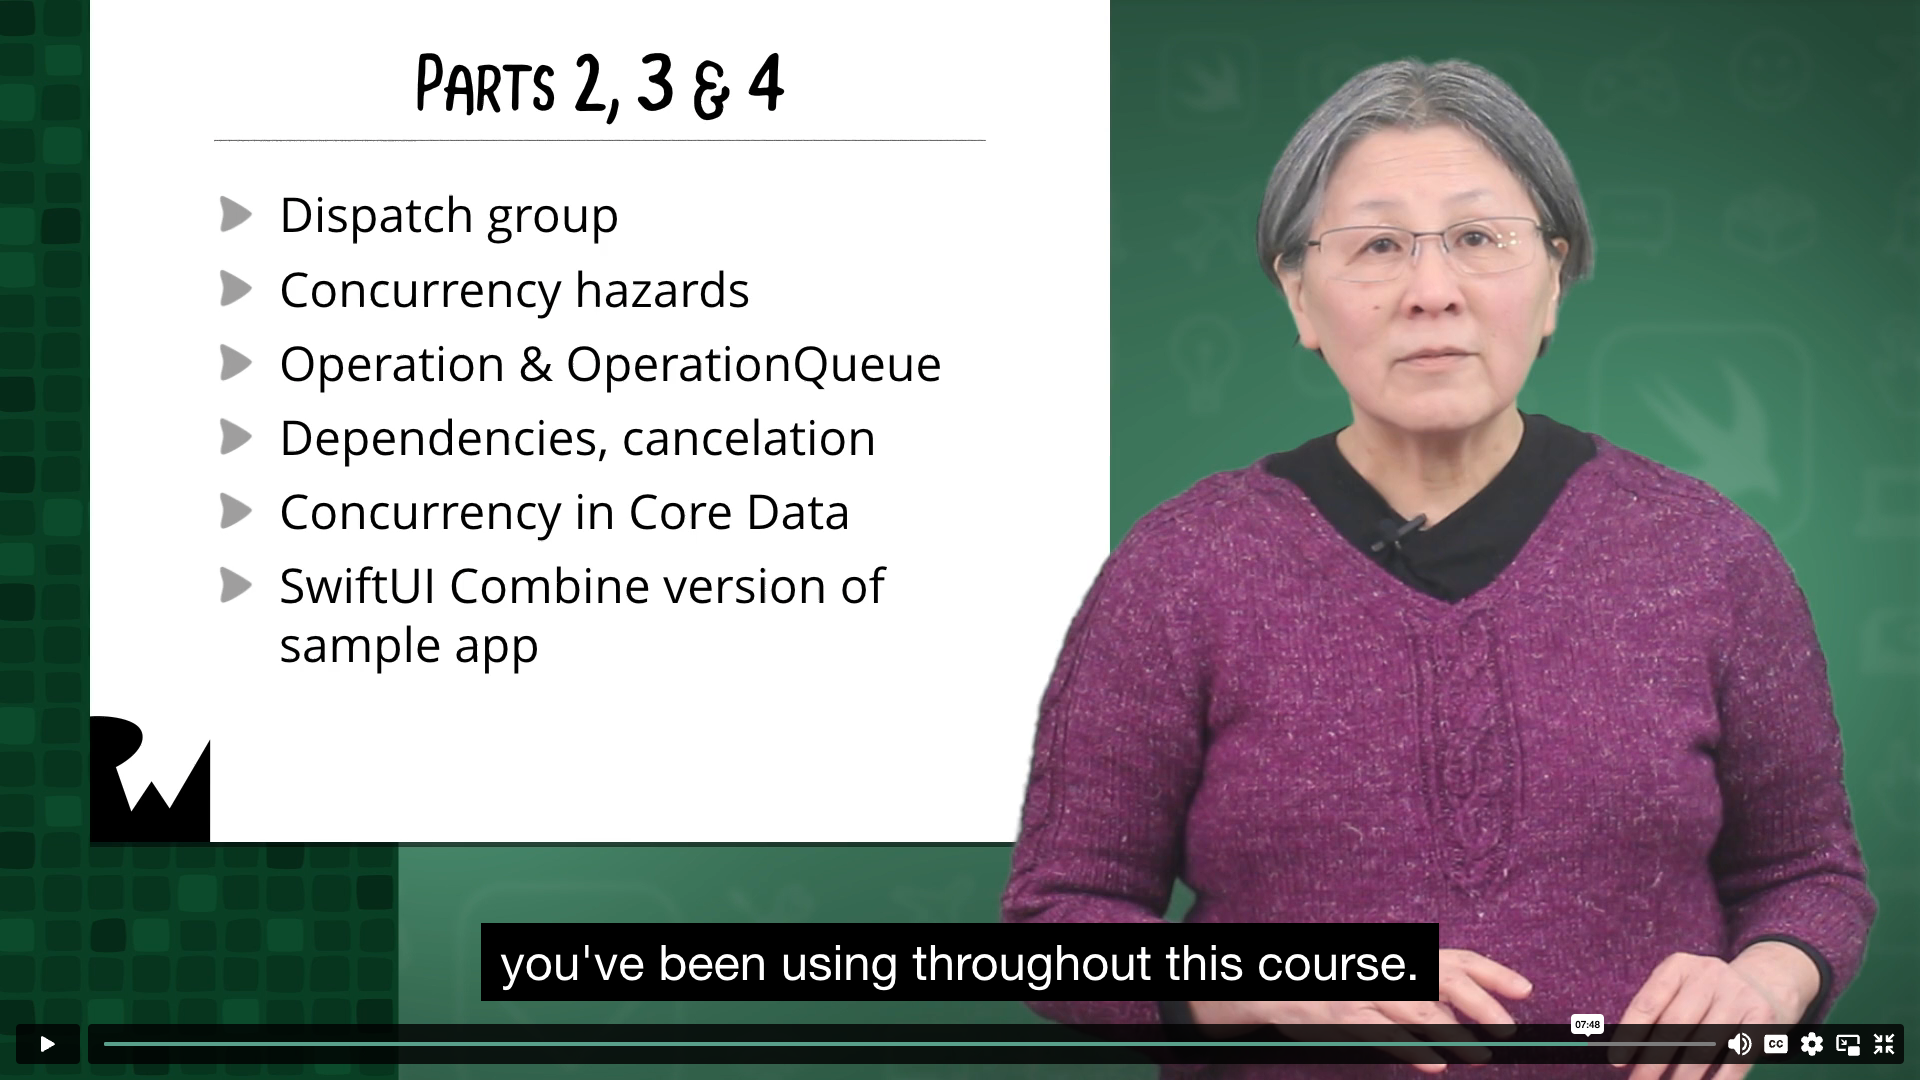 Parts 2, 3 & 4
Dispatch group
Concurrency hazards
Operation & OperationQueue
Dependencies, cancelation
Concurrency in Core Data
SwiftUI Combine version of
sample app
RW
you've been using throughout this course.
07:48
CC